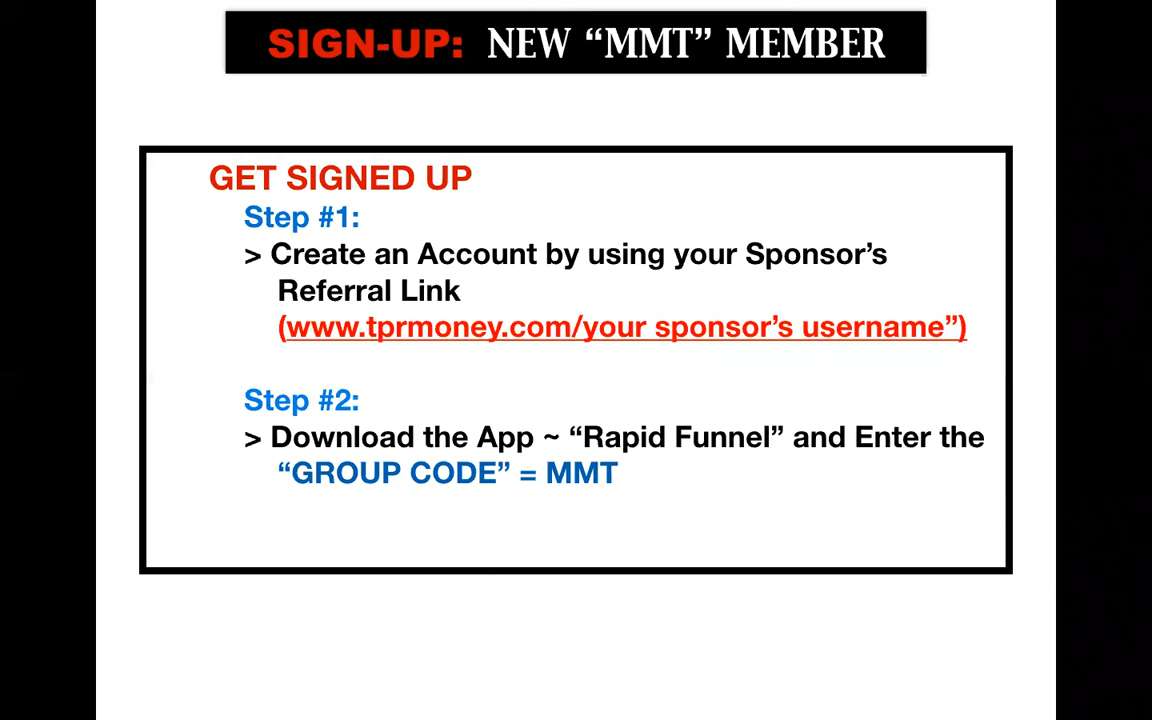 SIGN-UP: NEW “MMT” MEMBER
GET SIGNED UP
Step #1:
> Create an Account by using your Sponsor’s
Referral Link
(www.tprmoney.com/your sponsor’s username”)
Step #2:
> Download the App ~ “Rapid Funnel” and Enter the
“GROUP CODE” = MMT